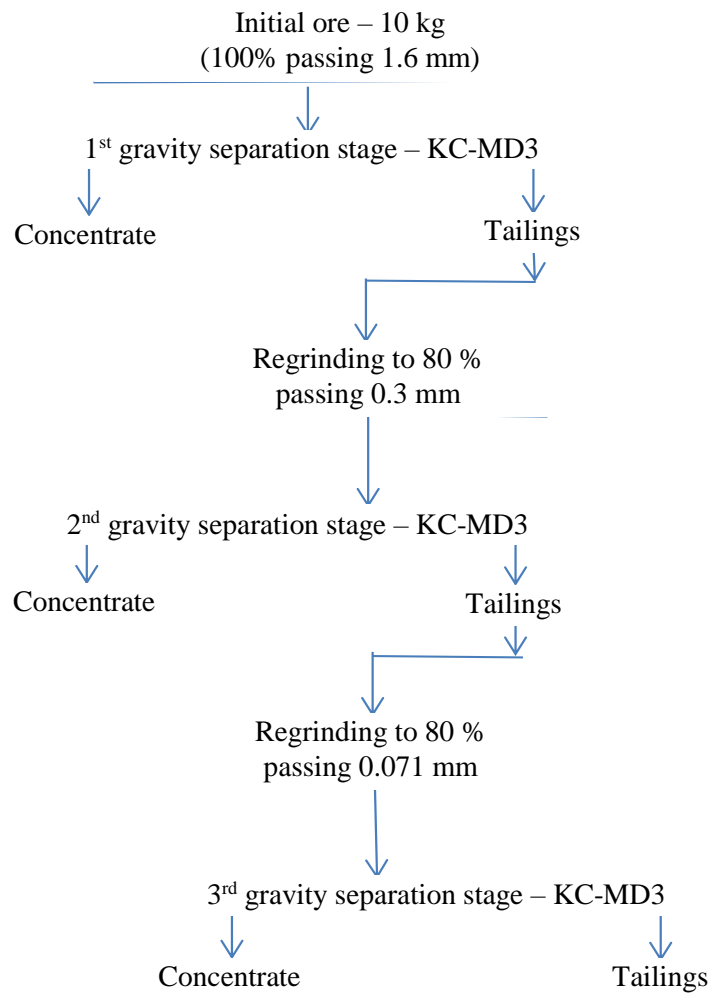 Initial ore – 10 kg
(100% passing 1.6 mm)
1st gravity separation stage – KC-MD3
Concentrate
Tailings
Regrinding to 80 %
passing 0.3 mm
2nd gravity separation stage – KC-MD3
Concentrate
Tailings
Regrinding to 80 %
passing 0.071 mm
3rd gravity separation stage – KC-MD3
Concentrate
Tailings